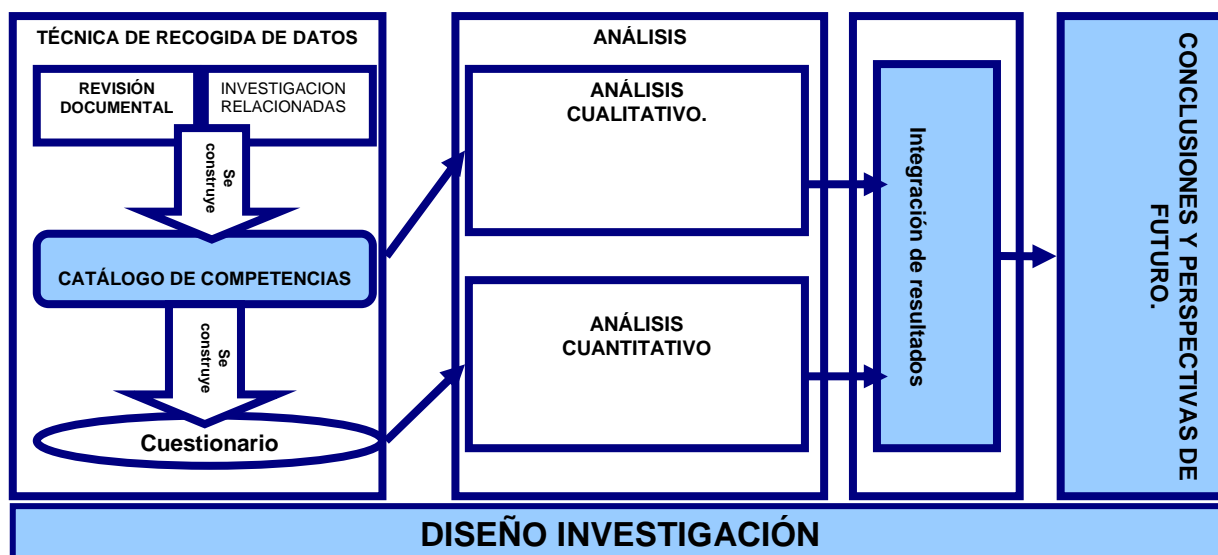 TÉCNICA DE RECOGIDA DE DATOS
REVISIÓN
DOCUMENTAL
INVESTIGACION
RELACIONADAS
Se
construye
CATÁLOGO DE COMPETENCIAS
Se
construye
Cuestionario
ANÁLISIS
ANÁLISIS
CUALITATIVO.
ANÁLISIS
CUANTITATIVO
Integración de resultados
CONCLUSIONES Y PERSPECTIVAS DE
FUTURO.
DISEÑO INVESTIGACIÓN